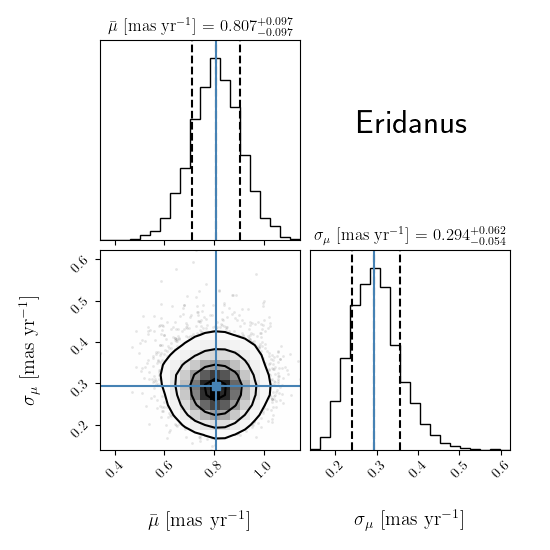 μ̄ [mas yr⁻¹] = 0.807⁺⁰·⁰⁹⁷₋₀.₀₉₇
Eridanus
σ_μ [mas yr⁻¹] = 0.294⁺⁰·⁰⁶²₋₀.₀₅₄
0.6
0.5
0.4
0.3
0.2
σ_μ [mas yr⁻¹]
0.4 0.6 0.8 1.0
0.2 0.3 0.4 0.5 0.6
μ̄ [mas yr⁻¹]
σ_μ [mas yr⁻¹]